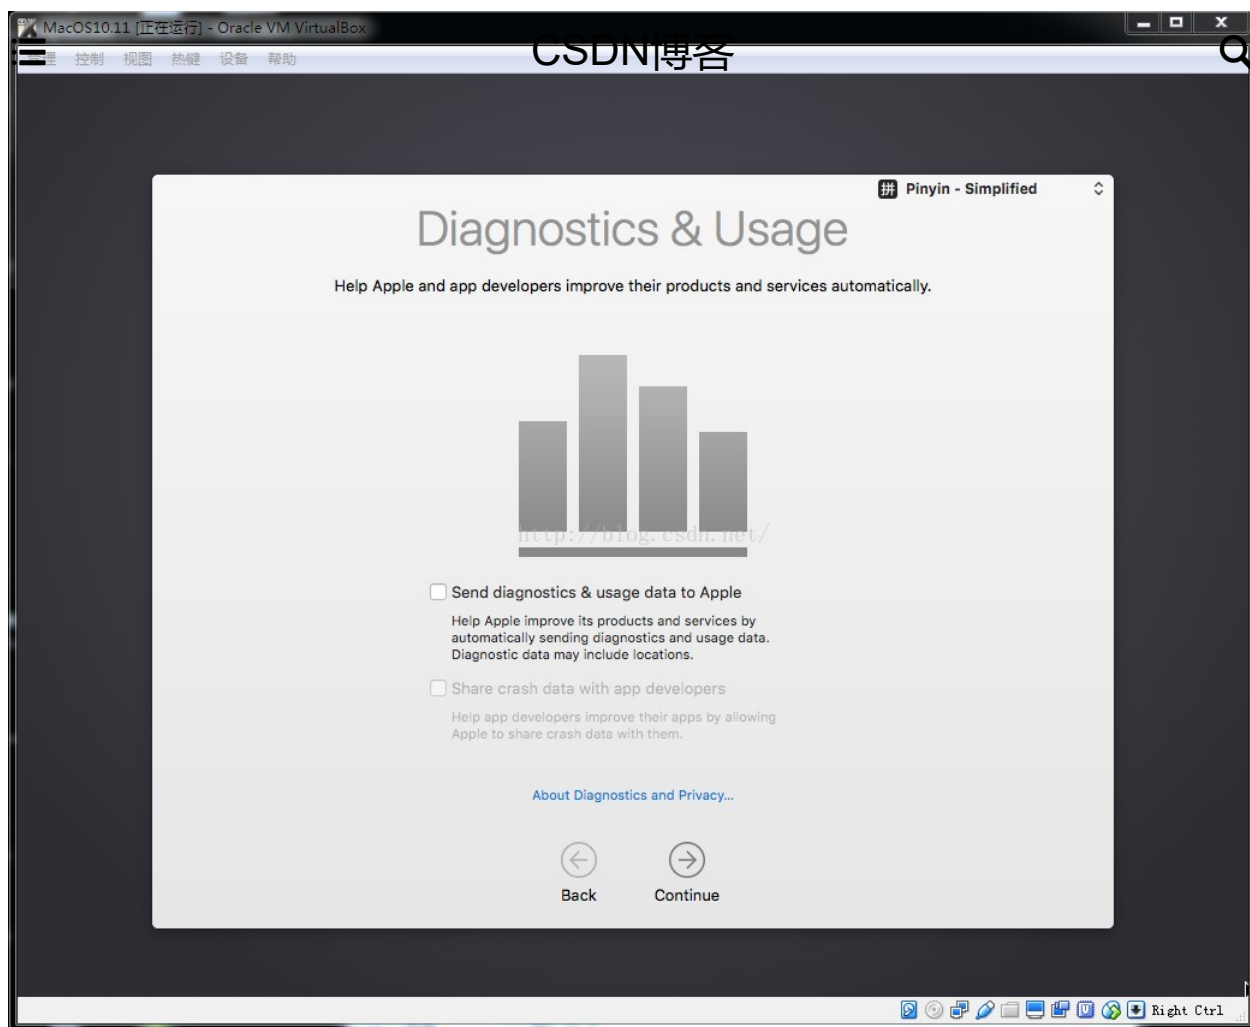 MacOS10.11 [正在运行] - Oracle VM VirtualBox
CSDN博客
管理 控制 视图 热键 设备 帮助
拼 Pinyin - Simplified
Diagnostics & Usage
Help Apple and app developers improve their products and services automatically.
http://blog.csdn.net/
Send diagnostics & usage data to Apple
Help Apple improve its products and services by
automatically sending diagnostics and usage data.
Diagnostic data may include locations.
Share crash data with app developers
Help app developers improve their apps by allowing
Apple to share crash data with them.
About Diagnostics and Privacy...
Back Continue
Right Ctrl